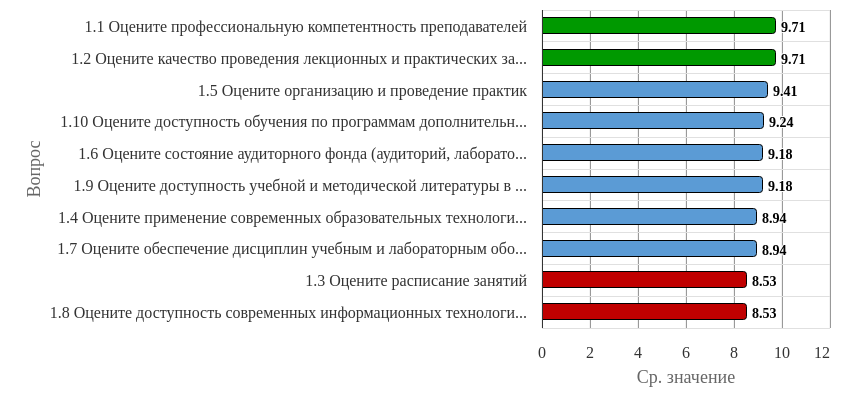 1.1 Оцените профессиональную компетентность преподавателей 9.71
1.2 Оцените качество проведения лекционных и практических за... 9.71
1.5 Оцените организацию и проведение практик 9.41
1.10 Оцените доступность обучения по программам дополнительн... 9.24
1.6 Оцените состояние аудиторного фонда (аудиторий, лаборато... 9.18
1.9 Оцените доступность учебной и методической литературы в ... 9.18
1.4 Оцените применение современных образовательных технологи... 8.94
1.7 Оцените обеспечение дисциплин учебным и лабораторным обо... 8.94
1.3 Оцените расписание занятий 8.53
1.8 Оцените доступность современных информационных технологи... 8.53
Вопрос
0 2 4 6 8 10 12
Ср. значение